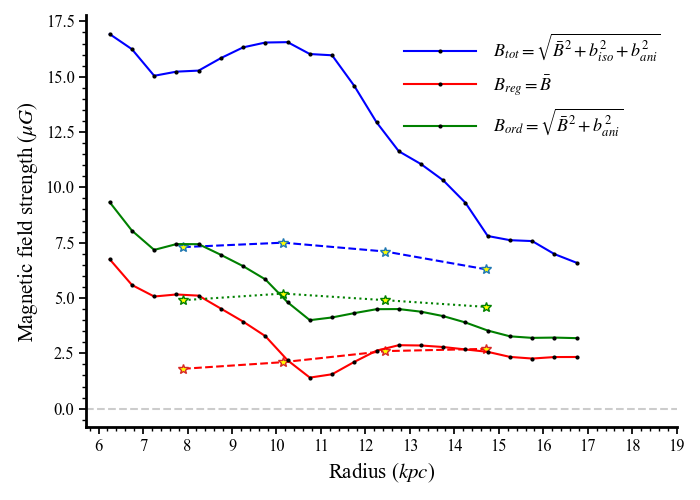 17.5
15.0
12.5
10.0
7.5
5.0
2.5
0.0
Magnetic field strength (μG)
B_tot = √(B̄² + b²_iso + b²_ani)
B_reg = B̄
B_ord = √(B̄² + b²_ani)
6 7 8 9 10 11 12 13 14 15 16 17 18 19
Radius (kpc)